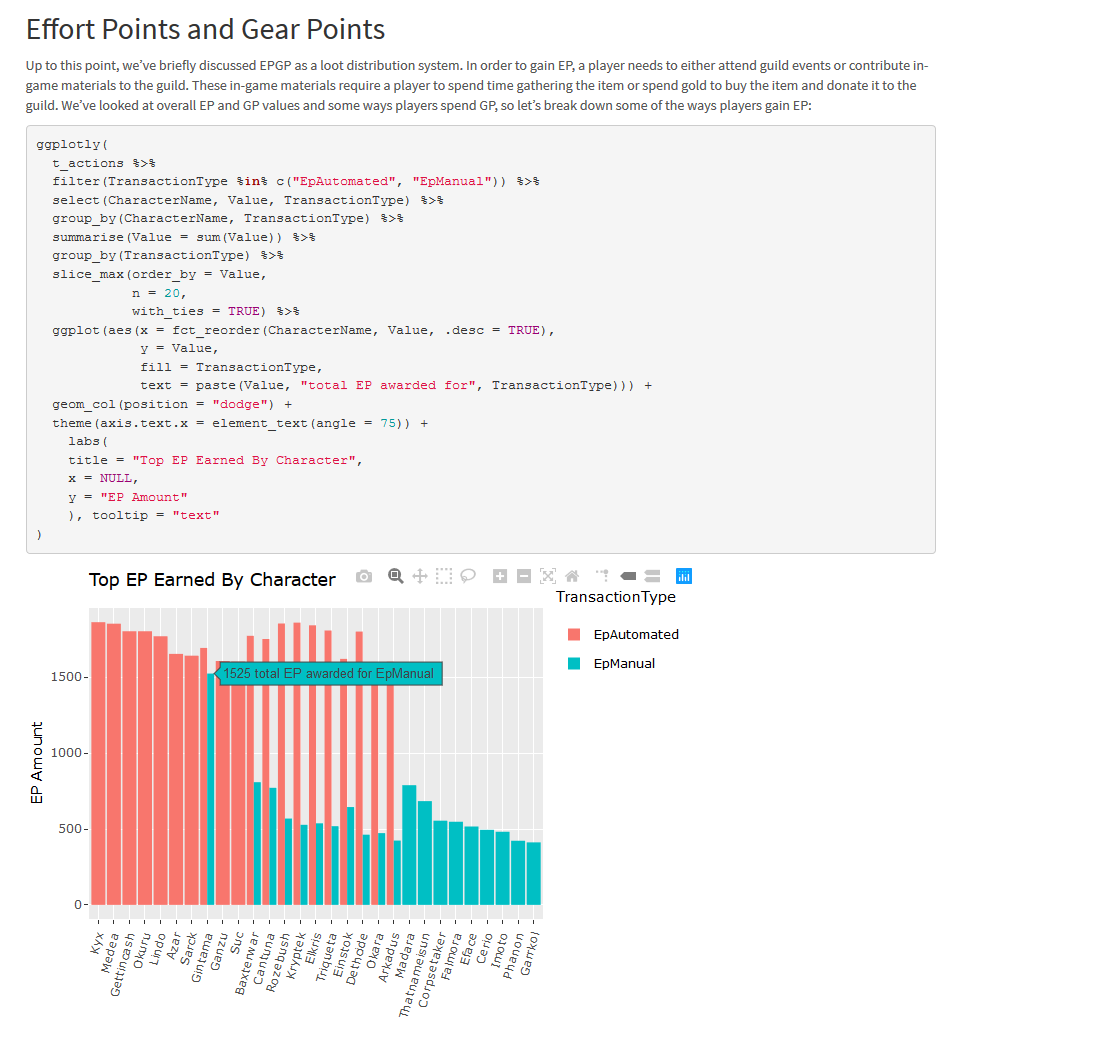 Effort Points and Gear Points
Up to this point, we've briefly discussed EPGP as a loot distribution system. In order to gain EP, a player needs to either attend guild events or contribute in-
game materials to the guild. These in-game materials require a player to spend time gathering the item or spend gold to buy the item and donate it to the
guild. We've looked at overall EP and GP values and some ways players spend GP, so let's break down some of the ways players gain EP:
ggplotly(
  t_actions %>%
  filter(TransactionType %in% c("EpAutomated", "EpManual")) %>%
  select(CharacterName, Value, TransactionType) %>%
  group_by(CharacterName, TransactionType) %>%
  summarise(Value = sum(Value)) %>%
  group_by(TransactionType) %>%
  slice_max(order_by = Value,
            n = 20,
            with_ties = TRUE) %>%
  ggplot(aes(x = fct_reorder(CharacterName, Value, .desc = TRUE),
             y = Value,
             fill = TransactionType,
             text = paste(Value, "total EP awarded for", TransactionType))) +
  geom_col(position = "dodge") +
  theme(axis.text.x = element_text(angle = 75)) +
    labs(
    title = "Top EP Earned By Character",
    x = NULL,
    y = "EP Amount"
    ), tooltip = "text"
)
Top EP Earned By Character
TransactionType
EpAutomated
EpManual
1525 total EP awarded for EpManual
EP Amount
1500
1000
500
0
Kyx
Medea
Gettincash
Okuru
Lindo
Azar
Sarck
Gintama
Ganzu
Suc
Baxterwar
Cantuna
Rozebush
Kryptek
Elkris
Triqueta
Einstok
Dethdide
Okara
Arkadus
Madara
Thatnameisun
Corpsetaker
Falmora
Eface
Cerio
Imoto
Phanon
Garrkol